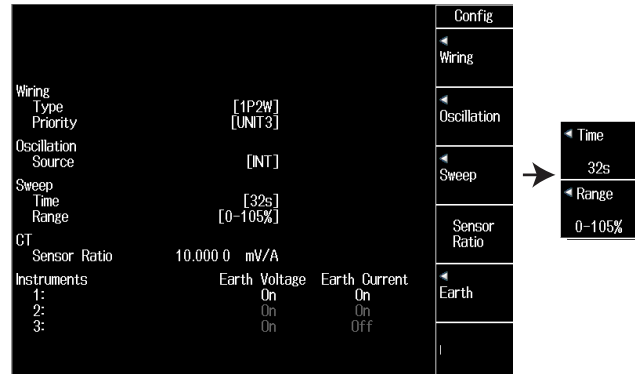 Config
Wiring
Oscillation
Sweep
Sensor
Ratio
Earth
Wiring
Type [1P2W]
Priority [UNIT3]
Oscillation
Source [INT]
Sweep
Time [32s]
Range [0-105%]
CT
Sensor Ratio 10.000 0 mV/A
Instruments Earth Voltage Earth Current
1: On On
2: On On
3: On Off
Time
32s
Range
0-105%